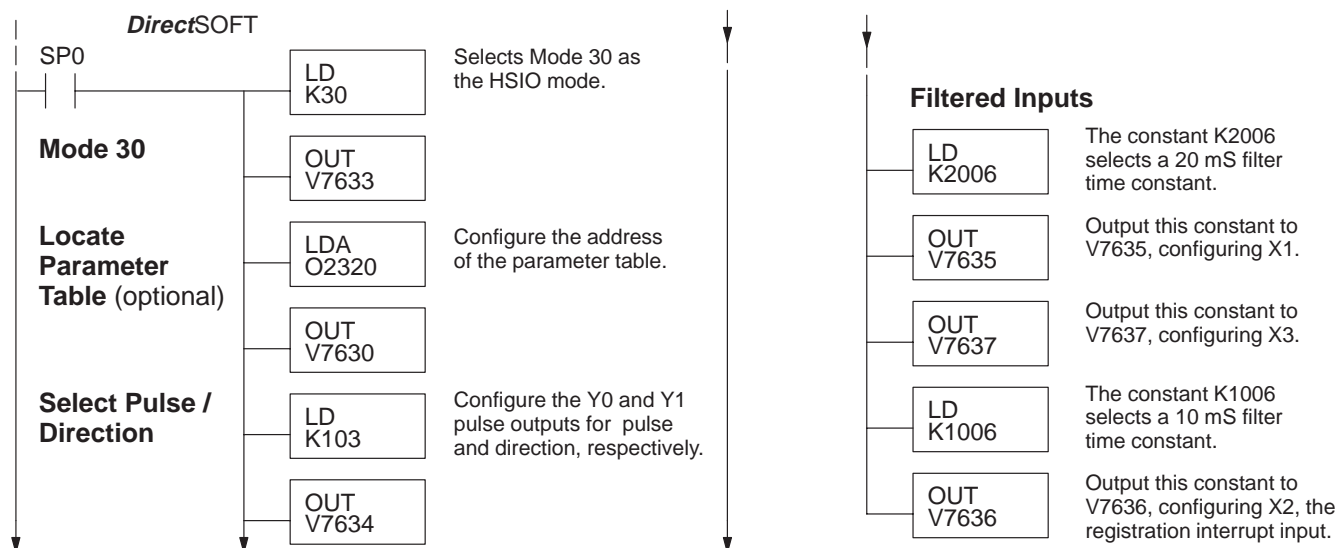 DirectSOFT
SP0
LD
K30
Selects Mode 30 as
the HSIO mode.
Mode 30
OUT
V7633
Locate
Parameter
Table (optional)
LDA
O2320
Configure the address
of the parameter table.
OUT
V7630
Select Pulse /
Direction
LD
K103
Configure the Y0 and Y1
pulse outputs for pulse
and direction, respectively.
OUT
V7634
Filtered Inputs
LD
K2006
The constant K2006
selects a 20 mS filter
time constant.
OUT
V7635
Output this constant to
V7635, configuring X1.
OUT
V7637
Output this constant to
V7637, configuring X3.
LD
K1006
The constant K1006
selects a 10 mS filter
time constant.
OUT
V7636
Output this constant to
V7636, configuring X2, the
registration interrupt input.